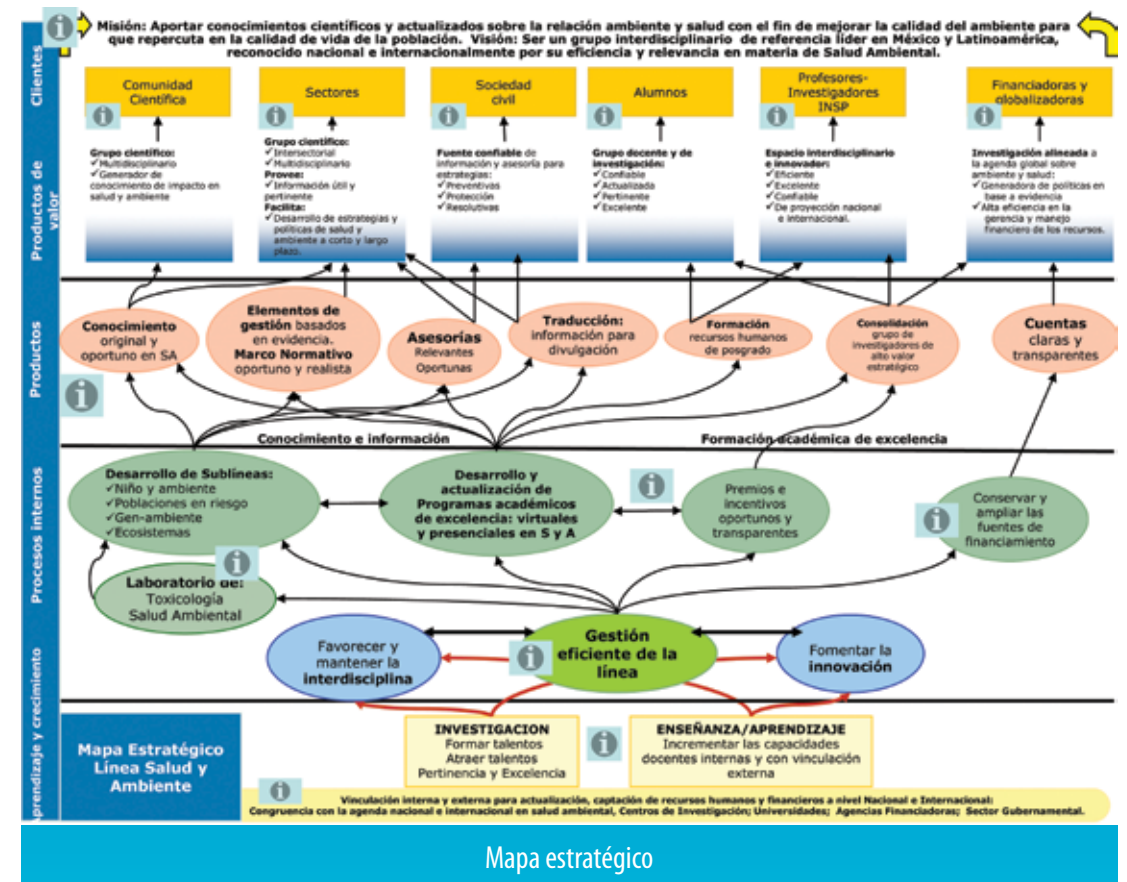 Misión: Aportar conocimientos científicos y actualizados sobre la relación ambiente y salud con el fin de mejorar la calidad del ambiente para
que repercuta en la calidad de vida de la población. Visión: Ser un grupo interdisciplinario de referencia líder en México y Latinoamérica,
reconocido nacional e internacionalmente por su eficiencia y relevancia en materia de Salud Ambiental.
Clientes
Comunidad
Científica
Sectores
Sociedad
civil
Alumnos
Profesores-
Investigadores
INSP
Financiadoras y
globalizadoras
Productos de
valor
Grupo científico:
✓Multidisciplinario
✓Generador de
conocimiento de impacto en
salud y ambiente
Grupo científico:
✓Intersectorial
✓Multidisciplinario
Provee:
✓Información útil y
pertinente
Facilita:
✓Desarrollo de estrategias y
políticas de salud y
ambiente a corto y largo
plazo.
Fuente confiable de
información y asesoría para
estrategias:
✓Preventivas
✓Protección
✓Resolutivas
Grupo docente y de
investigación:
✓Confiable
✓Actualizada
✓Pertinente
✓Excelente
Espacio interdisciplinario
e innovador:
✓Eficiente
✓Excelente
✓Confiable
✓De proyección nacional
e internacional.
Investigación alineada a
la agenda global sobre
ambiente y salud:
✓Generadora de políticas en
base a evidencia
✓Alta eficiencia en la
gerencia y manejo
financiero de los recursos.
Productos
Conocimiento
original y
oportuno en SA
Elementos de
gestión basados
en evidencia.
Marco Normativo
oportuno y realista
Asesorías
Relevantes
Oportunas
Traducción:
información para
divulgación
Formación
recursos humanos
de posgrado
Consolidación
grupo de
investigadores de
alto valor
estratégico
Cuentas
claras y
transparentes
Conocimiento e información
Formación académica de excelencia
Procesos internos
Desarrollo de Sublíneas:
✓Niño y ambiente
✓Poblaciones en riesgo
✓Gen-ambiente
✓Ecosistemas
Desarrollo y
actualización de
Programas académicos
de excelencia: virtuales
y presenciales en S y A
Premios e
incentivos
oportunos y
transparentes
Conservar y
ampliar las
fuentes de
financiamiento
Laboratorio de:
Toxicología
Salud Ambiental
Aprendizaje y crecimiento
Favorecer y
mantener la
interdisciplina
Gestión
eficiente de la
línea
Fomentar la
innovación
Mapa Estratégico
Línea Salud y
Ambiente
INVESTIGACION
Formar talentos
Atraer talentos
Pertinencia y Excelencia
ENSEÑANZA/APRENDIZAJE
Incrementar las capacidades
docentes internas y con vinculación
externa
Vinculación interna y externa para actualización, captación de recursos humanos y financieros a nivel Nacional e Internacional:
Congruencia con la agenda nacional e internacional en salud ambiental, Centros de Investigación; Universidades; Agencias Financiadoras; Sector Gubernamental.
Mapa estratégico